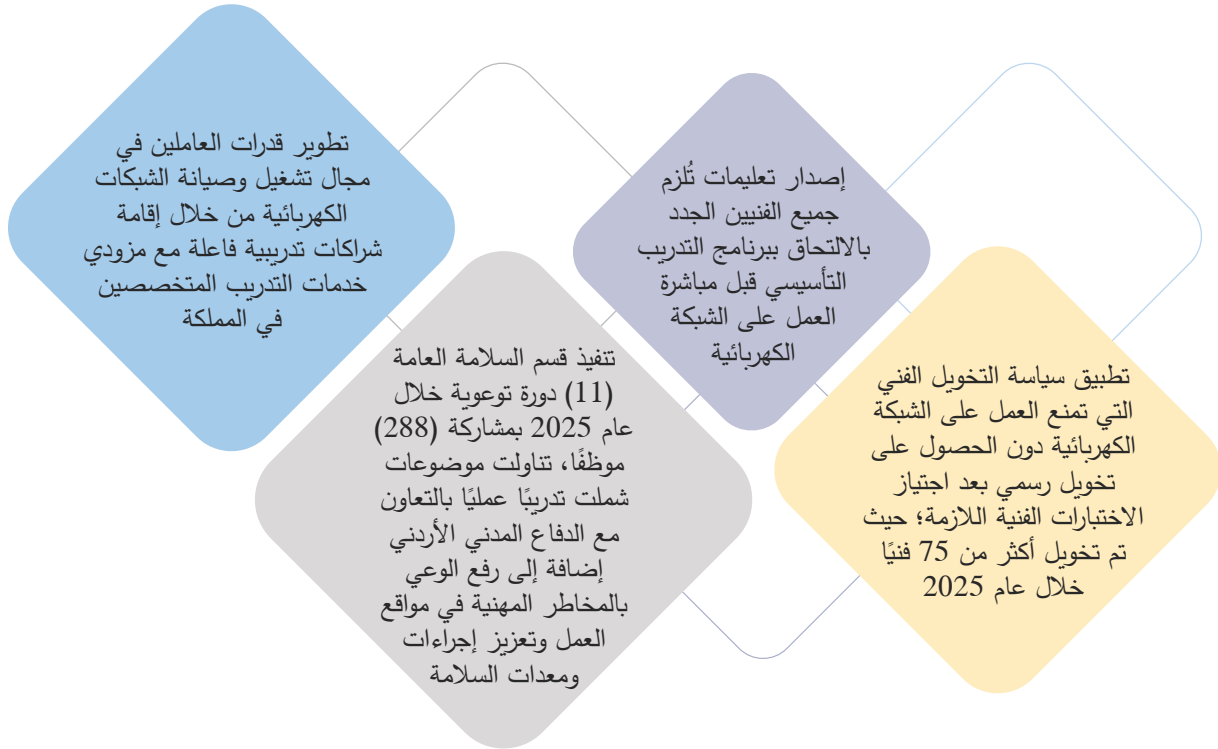 تطبيق سياسة التخويل الفني
التي تمنع العمل على الشبكة
الكهربائية دون الحصول على
تخويل رسمي بعد اجتياز
الاختبارات الفنية اللازمة؛ حيث
تم تخويل أكثر من 75 فنيًا
خلال عام 2025
إصدار تعليمات تُلزم
جميع الفنيين الجدد
بالالتحاق ببرنامج التدريب
التأسيسي قبل مباشرة
العمل على الشبكة
الكهربائية
تنفيذ قسم السلامة العامة
(11) دورة توعوية خلال
عام 2025 بمشاركة (288)
موظفًا، تناولت موضوعات
شملت تدريبًا عمليًا بالتعاون
مع الدفاع المدني الأردني
إضافة إلى رفع الوعي
بالمخاطر المهنية في مواقع
العمل وتعزيز إجراءات
ومعدات السلامة
تطوير قدرات العاملين في
مجال تشغيل وصيانة الشبكات
الكهربائية من خلال إقامة
شراكات تدريبية فاعلة مع مزودي
خدمات التدريب المتخصصين
في المملكة